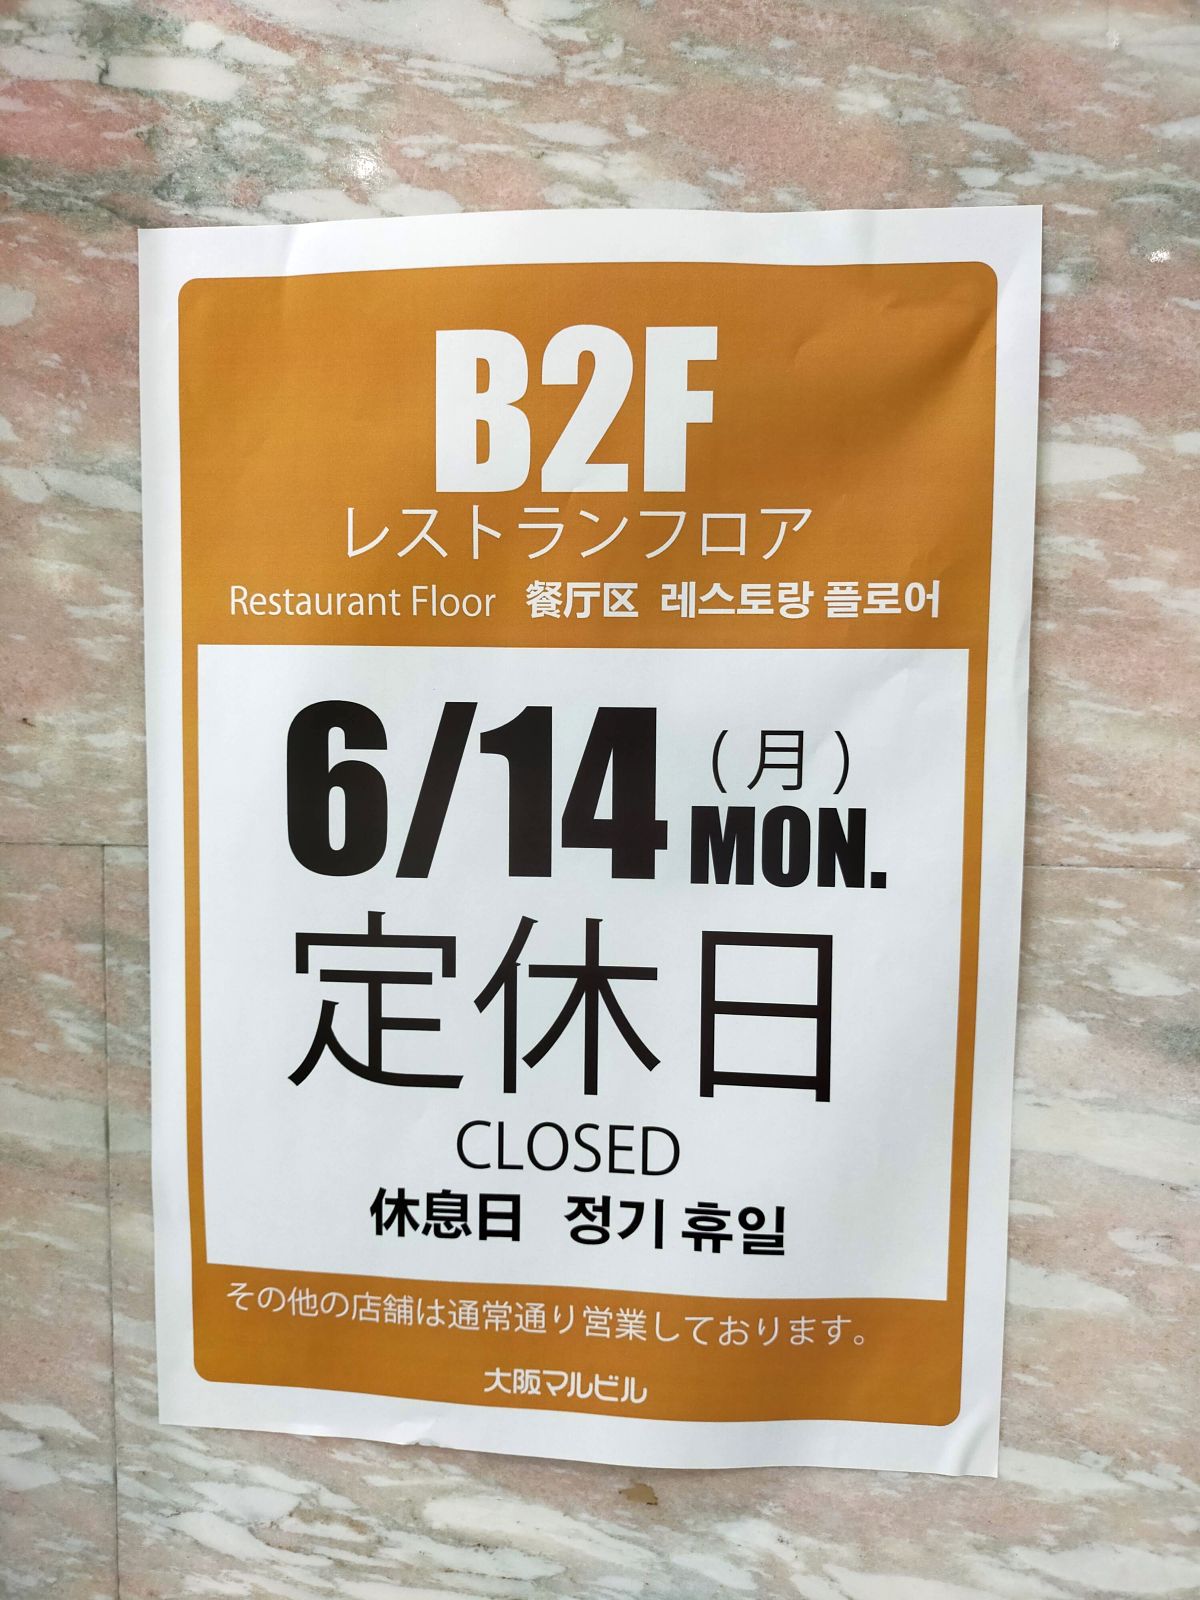 B2F
レストランフロア
Restaurant Floor 餐厅区 레스토랑 플로어
6/14 (月)
MON.
定休日
CLOSED
休息日 정기 휴일
その他の店舗は通常通り営業しております。
大阪マルビル